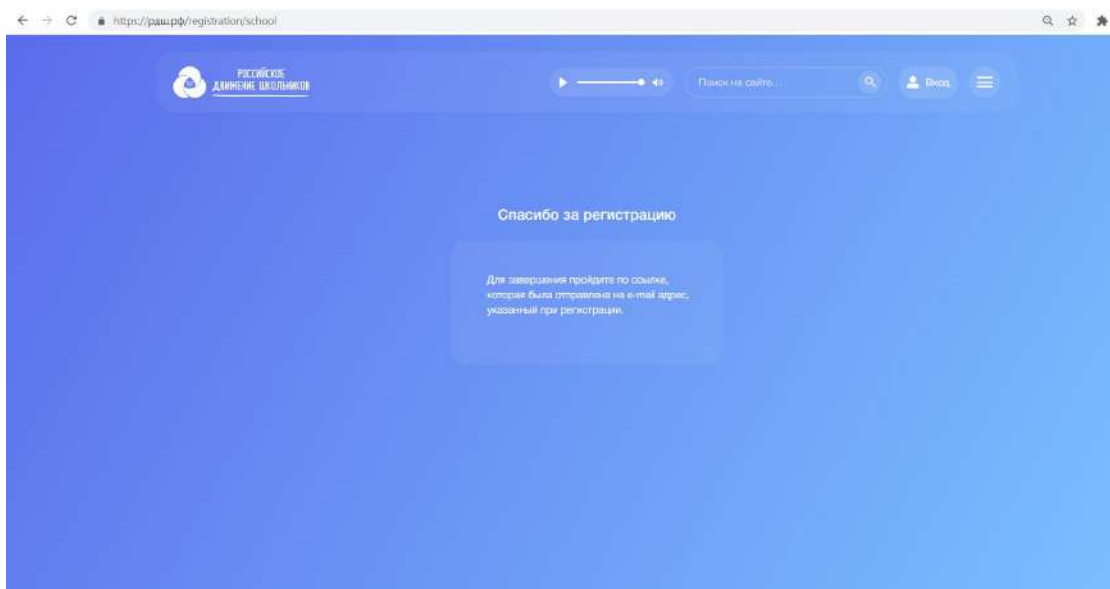 https://рдш.рф/registration/school
РОССИЙСКОЕ
ДВИЖЕНИЕ ШКОЛЬНИКОВ
Поиск на сайте...
Вход
Спасибо за регистрацию
Для завершения пройдите по ссылке,
которая была отправлена на e-mail адрес,
указанный при регистрации.